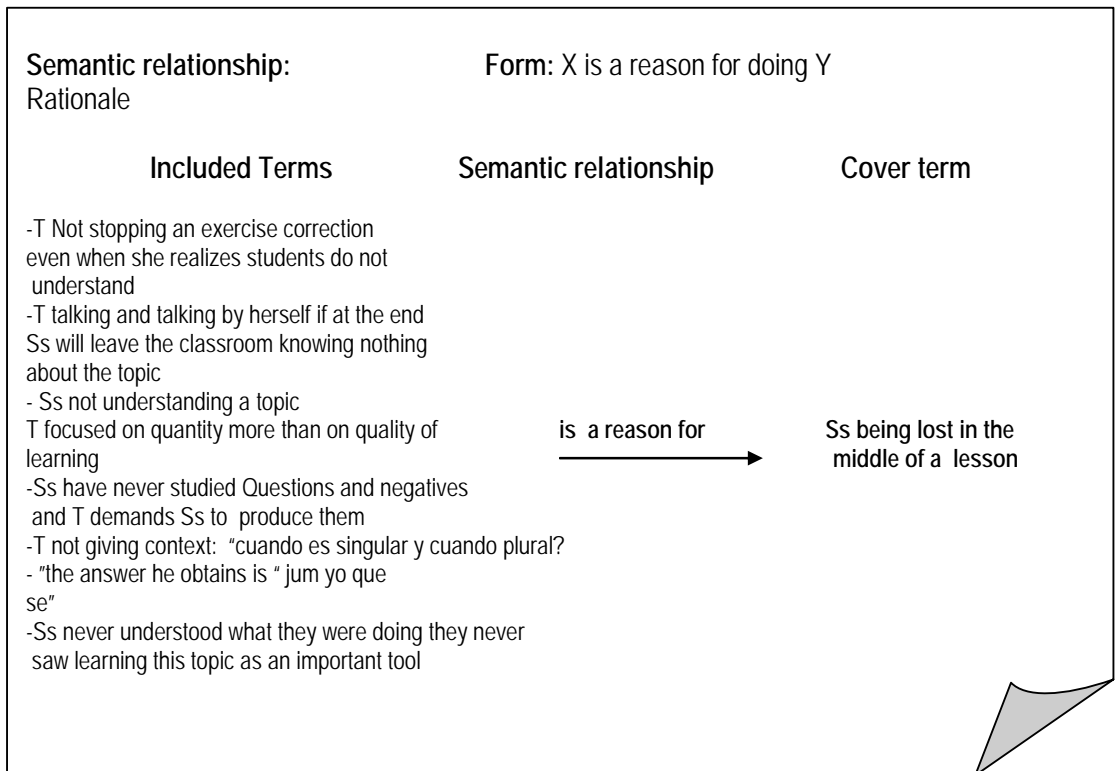 Semantic relationship: Form: X is a reason for doing Y
Rationale
Included Terms Semantic relationship Cover term
-T Not stopping an exercise correction
even when she realizes students do not
understand
-T talking and talking by herself if at the end
Ss will leave the classroom knowing nothing
about the topic
- Ss not understanding a topic
T focused on quantity more than on quality of
learning
is a reason for
Ss being lost in the
middle of a lesson
-Ss have never studied Questions and negatives
and T demands Ss to produce them
-T not giving context: “cuando es singular y cuando plural?
- ”the answer he obtains is “ jum yo que
se”
-Ss never understood what they were doing they never
saw learning this topic as an important tool